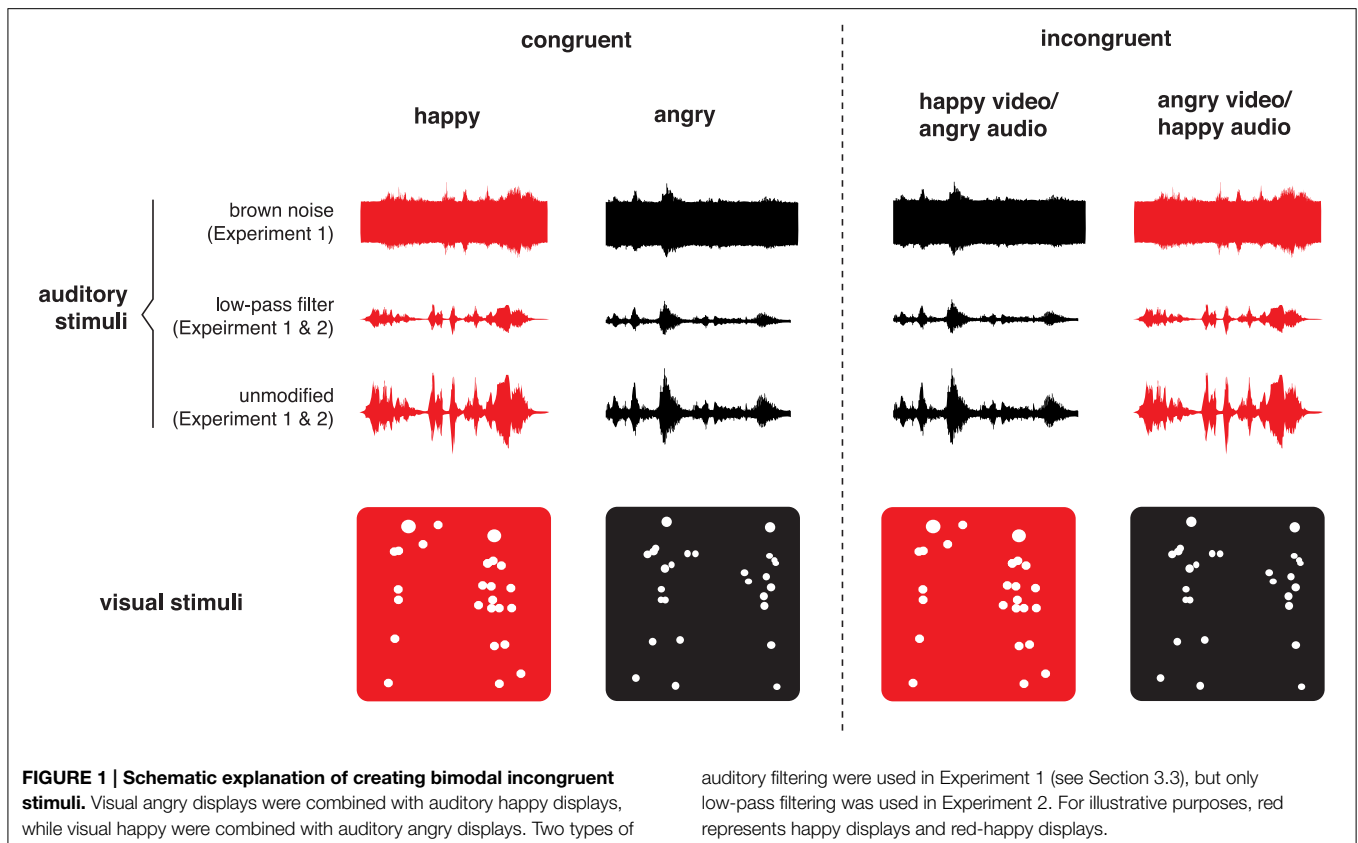 congruent
incongruent
happy
angry
happy video/
angry audio
angry video/
happy audio
auditory
stimuli
brown noise
(Experiment 1)
low-pass filter
(Expeirment 1 & 2)
unmodified
(Experiment 1 & 2)
visual stimuli
FIGURE 1 | Schematic explanation of creating bimodal incongruent
stimuli. Visual angry displays were combined with auditory happy displays,
while visual happy were combined with auditory angry displays. Two types of
auditory filtering were used in Experiment 1 (see Section 3.3), but only
low-pass filtering was used in Experiment 2. For illustrative purposes, red
represents happy displays and red-happy displays.